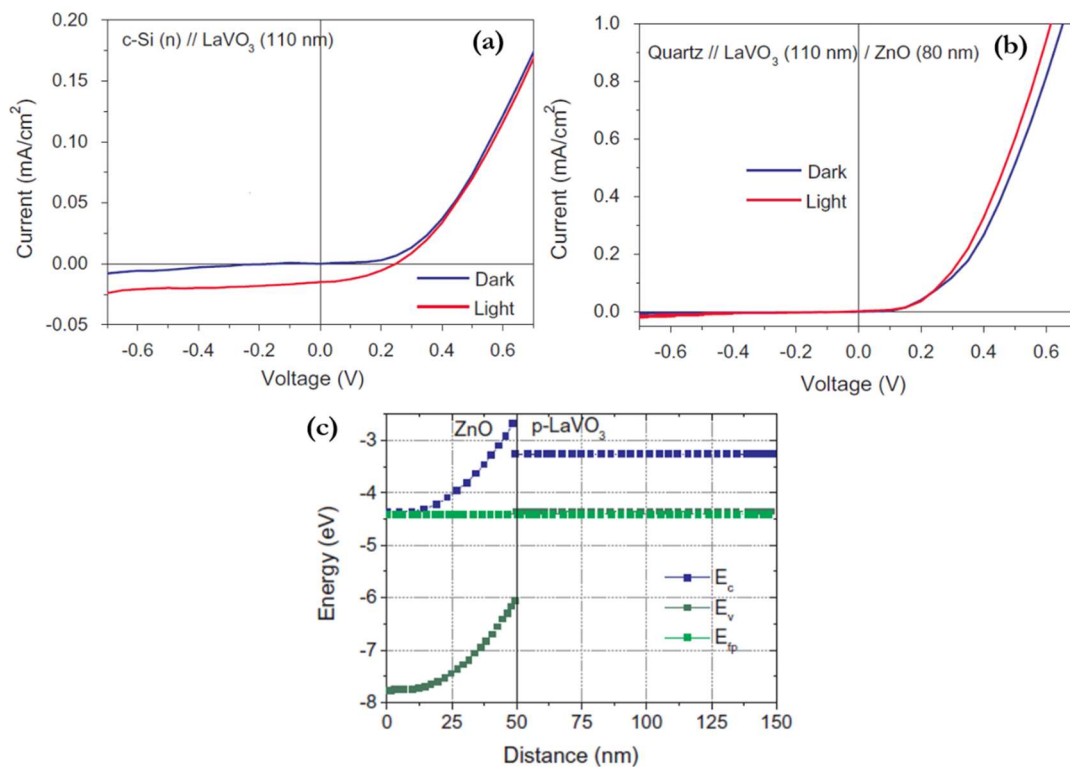 (a)
c-Si (n) // LaVO3 (110 nm)
0.20
0.15
0.10
0.05
0.00
-0.05
Current (mA/cm2)
Dark
Light
-0.6 -0.4 -0.2 0.0 0.2 0.4 0.6
Voltage (V)
(b)
Quartz // LaVO3 (110 nm) / ZnO (80 nm)
1.0
0.8
0.6
0.4
0.2
0.0
Current (mA/cm2)
Dark
Light
-0.6 -0.4 -0.2 0.0 0.2 0.4 0.6
Voltage (V)
(c)
ZnO p-LaVO3
-3
-4
-5
-6
-7
-8
Energy (eV)
Ec
Ev
Efp
0 25 50 75 100 125 150
Distance (nm)